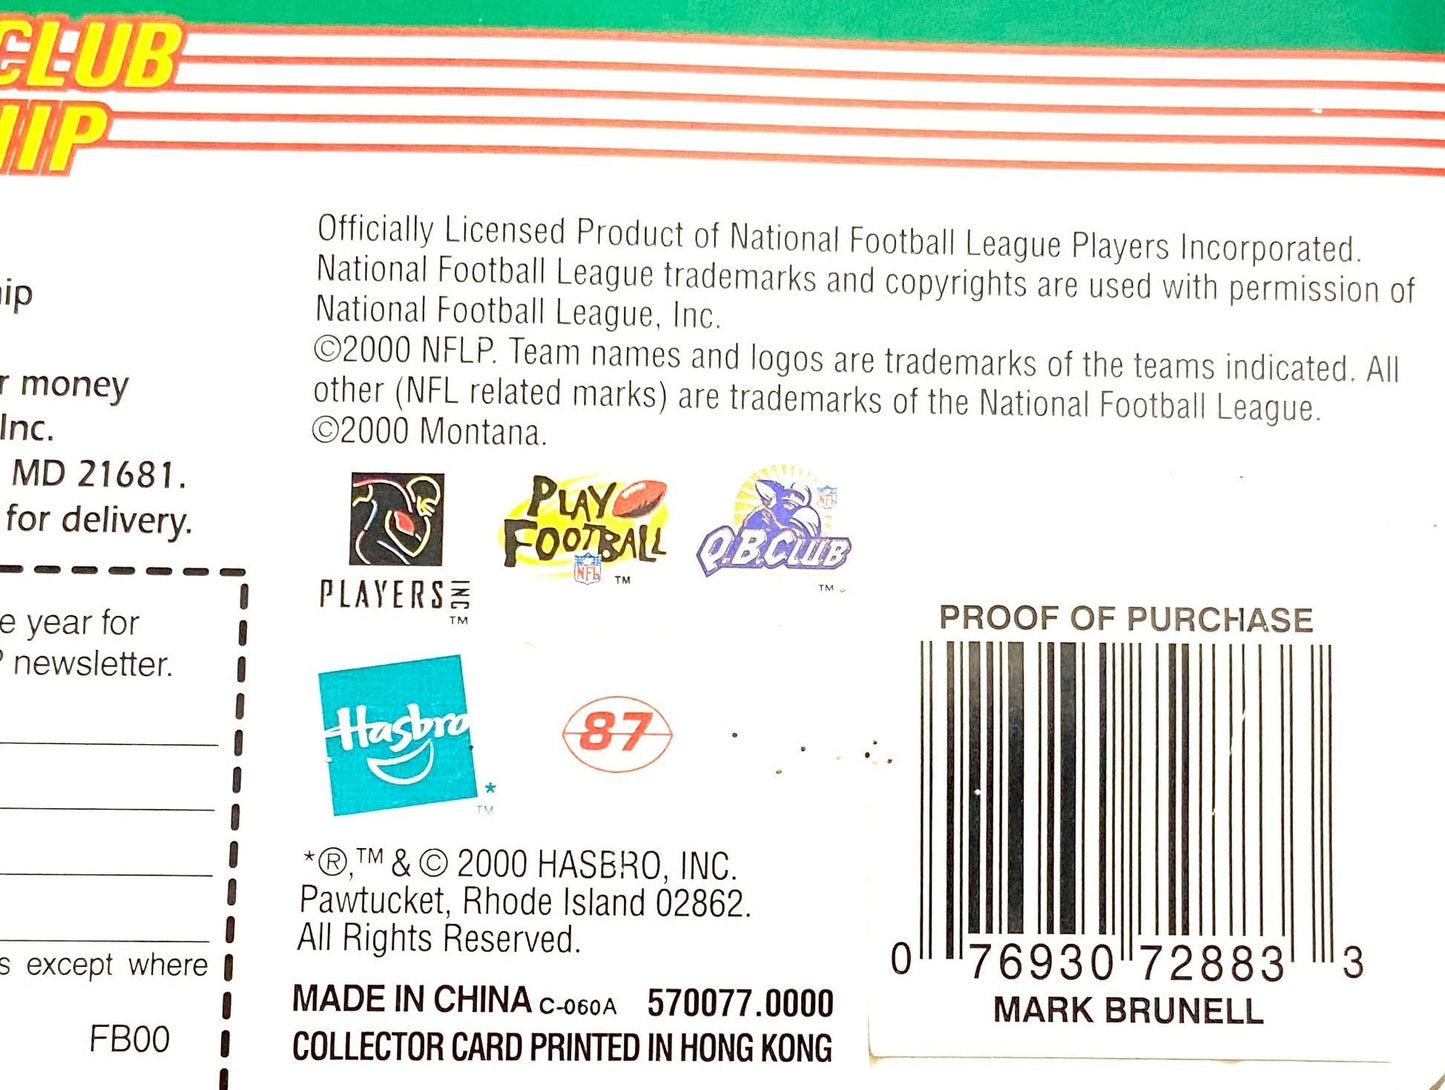 CLUB
HIP
ip
r money
Inc.
MD 21681.
for delivery.
e year for
newsletter.
s except where
FB00
Officially Licensed Product of National Football League Players Incorporated.
National Football League trademarks and copyrights are used with permission of
National Football League, Inc.
©2000 NFLP. Team names and logos are trademarks of the teams indicated. All
other (NFL related marks) are trademarks of the National Football League.
©2000 Montana.
PLAYERS INC ™
PLAY FOOTBALL NFL ™
NFL Q.B. CLUB ™
Hasbro * ™
87
*®,™ & © 2000 HASBRO, INC.
Pawtucket, Rhode Island 02862.
All Rights Reserved.
MADE IN CHINA C-060A 570077.0000
COLLECTOR CARD PRINTED IN HONG KONG
PROOF OF PURCHASE
0 76930 72883 3
MARK BRUNELL